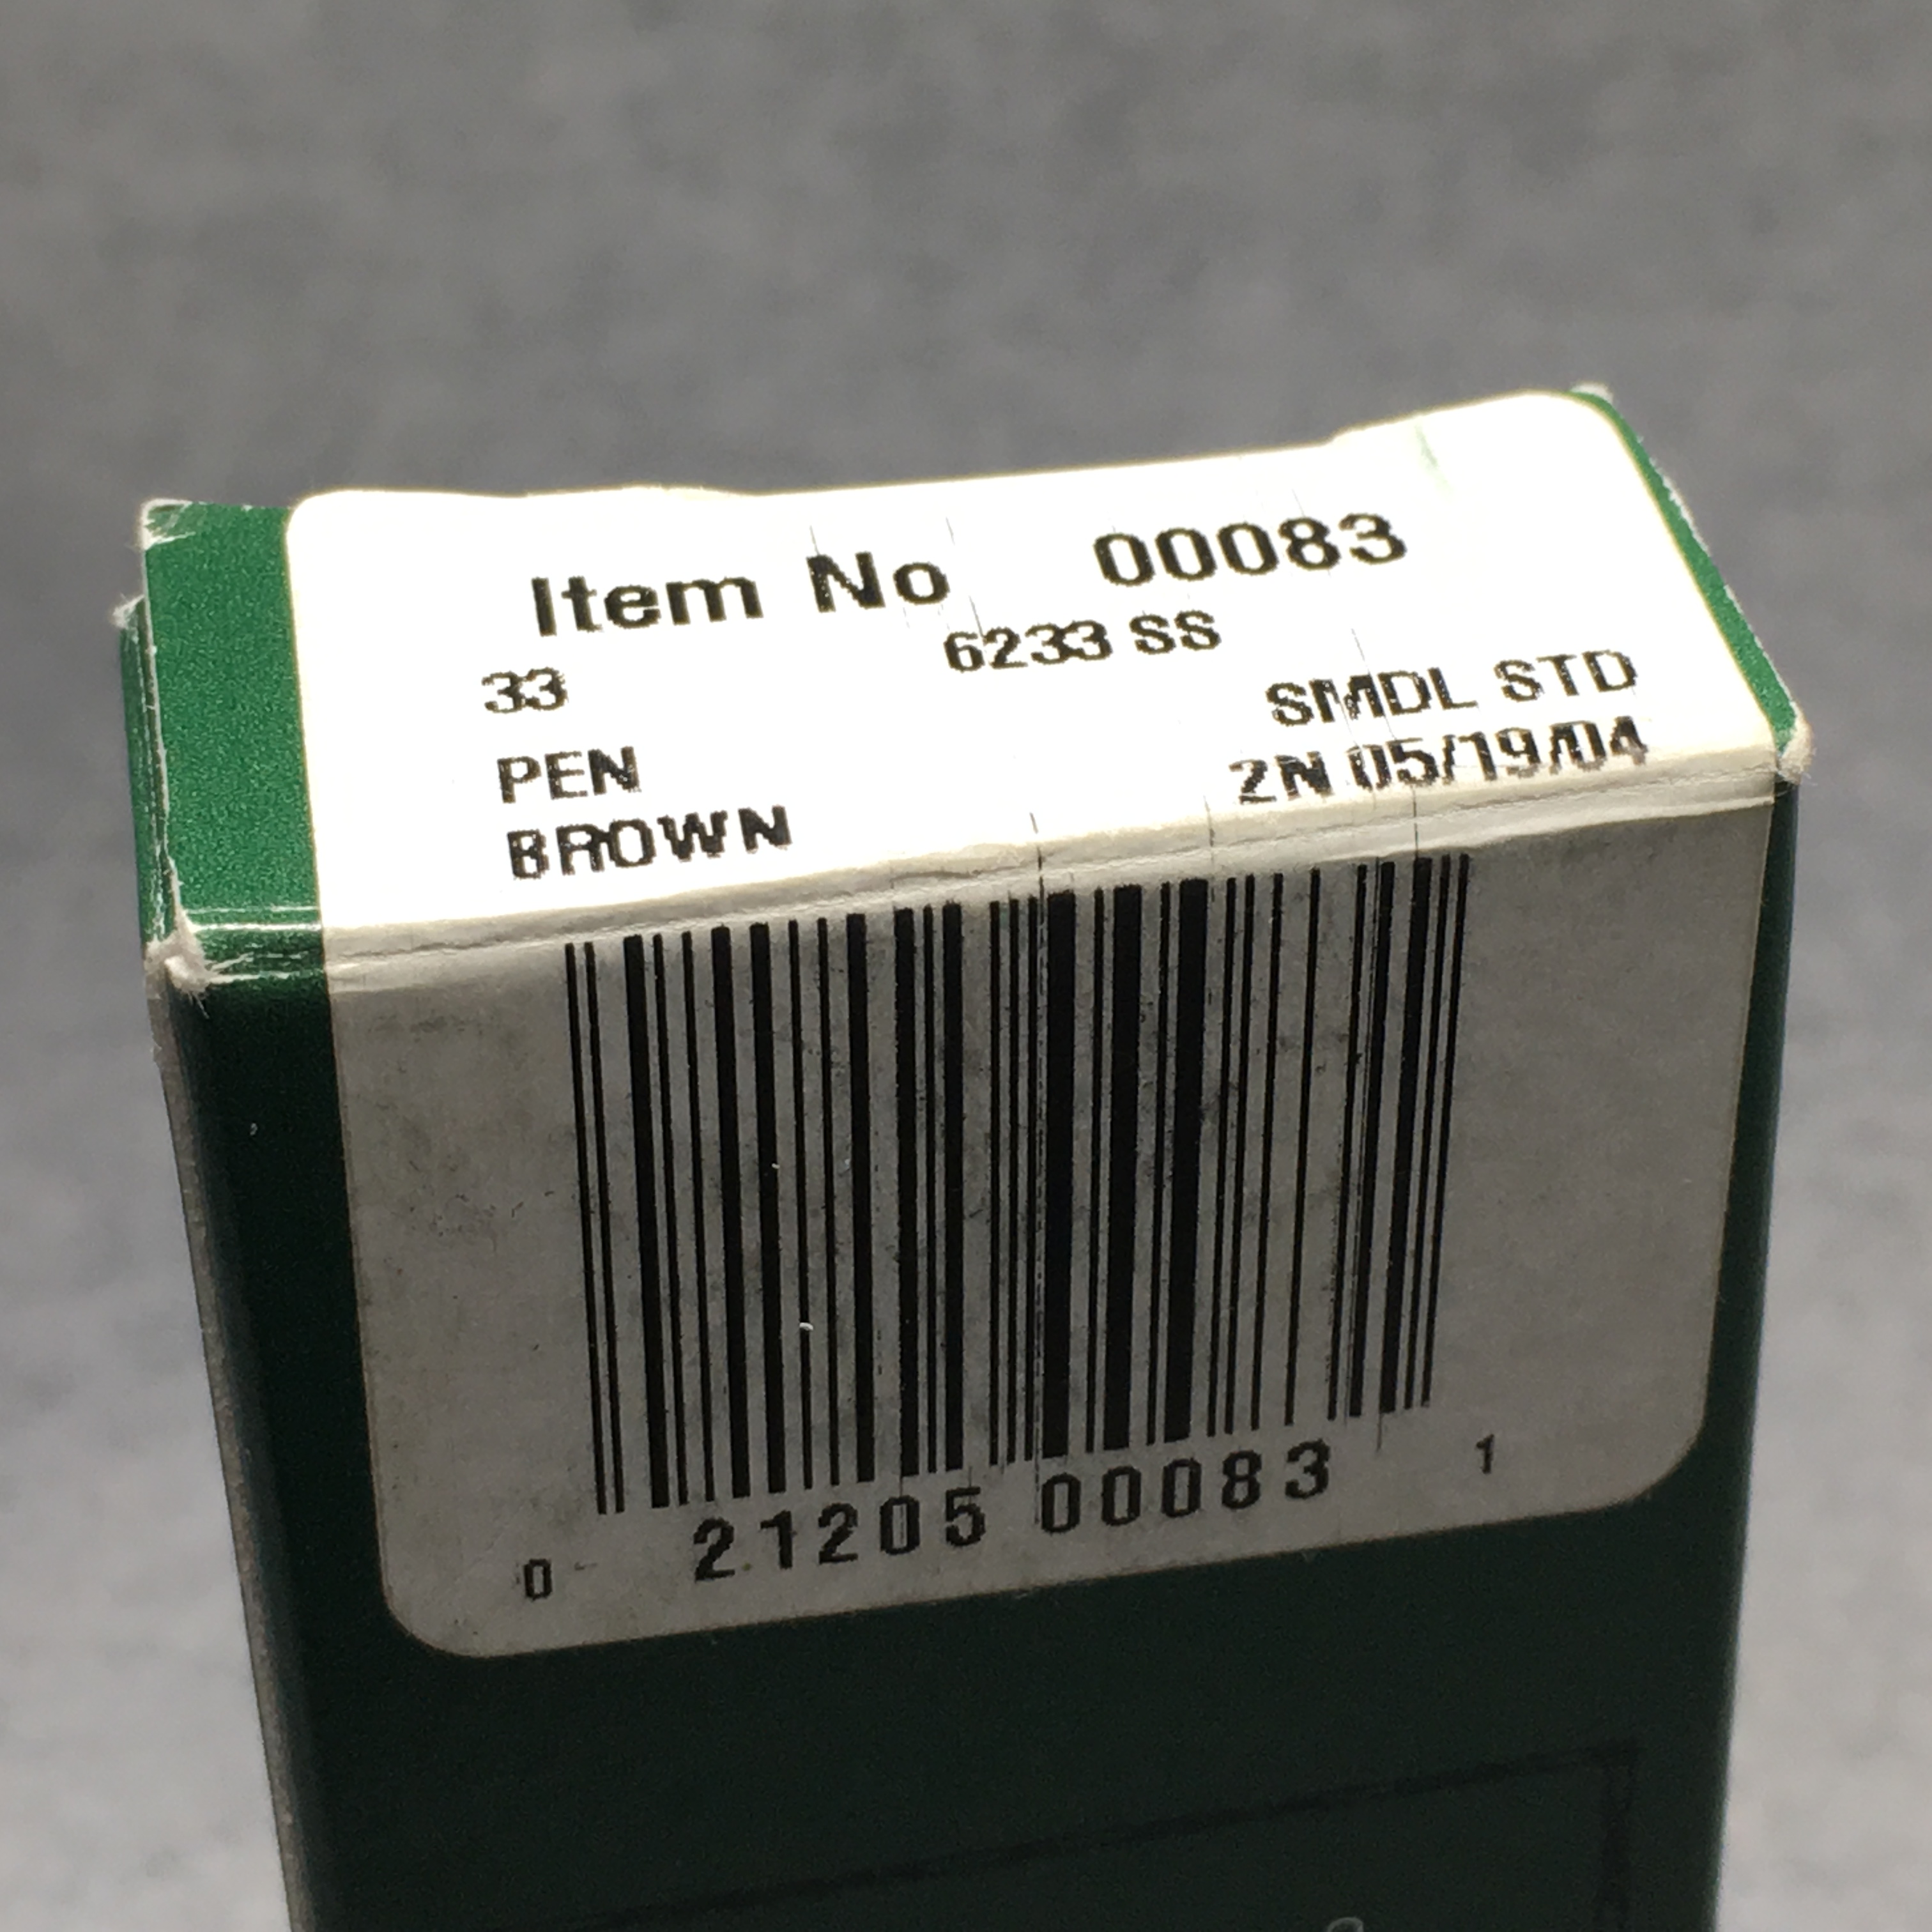 Item No 00083
33 6233 SS
PEN SMDL STD
BROWN 2N 05/19/04
0 21205 00083 1